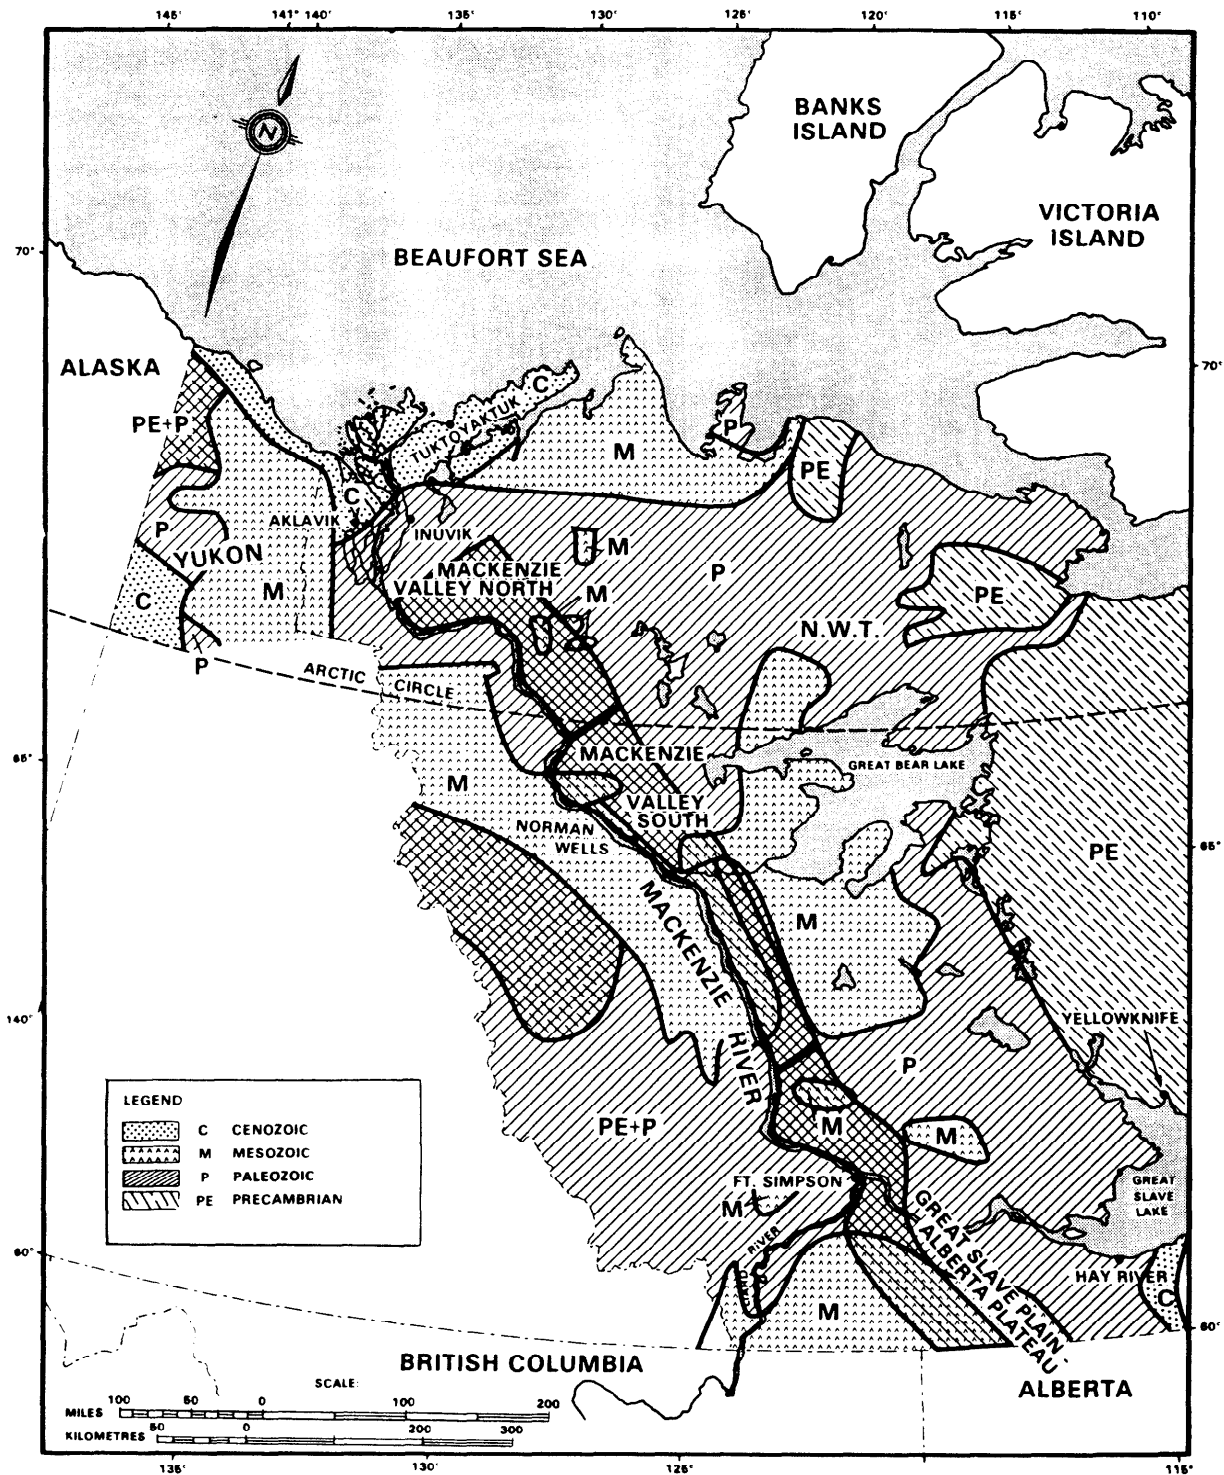 145° 141° 140° 135° 130° 125° 120° 115° 110°
N
BANKS
ISLAND
VICTORIA
ISLAND
70°
BEAUFORT SEA
ALASKA
70°
C
PE+P
TUKTOYAKTUK
P
M
PE
C
AKLAVIK
INUVIK
P
YUKON
M
MACKENZIE
VALLEY NORTH
P
C
M
M
PE
N.W.T.
P
ARCTIC CIRCLE
65°
MACKENZIE
GREAT BEAR LAKE
M
VALLEY
SOUTH
NORMAN
WELLS
65°
PE
MACKENZIE RIVER
M
140°
YELLOWKNIFE
P
LEGEND
C CENOZOIC
M MESOZOIC
P PALEOZOIC
PE PRECAMBRIAN
PE+P
M
M
FT. SIMPSON
GREAT
SLAVE
LAKE
M
RIVER
GREAT SLAVE PLAIN-
ALBERTA PLATEAU
60°
HAY RIVER
C
M
60°
BRITISH COLUMBIA
ALBERTA
SCALE:
100 50 0 100 200
MILES
KILOMETRES
50 0 200 300
135° 130° 125° 115°